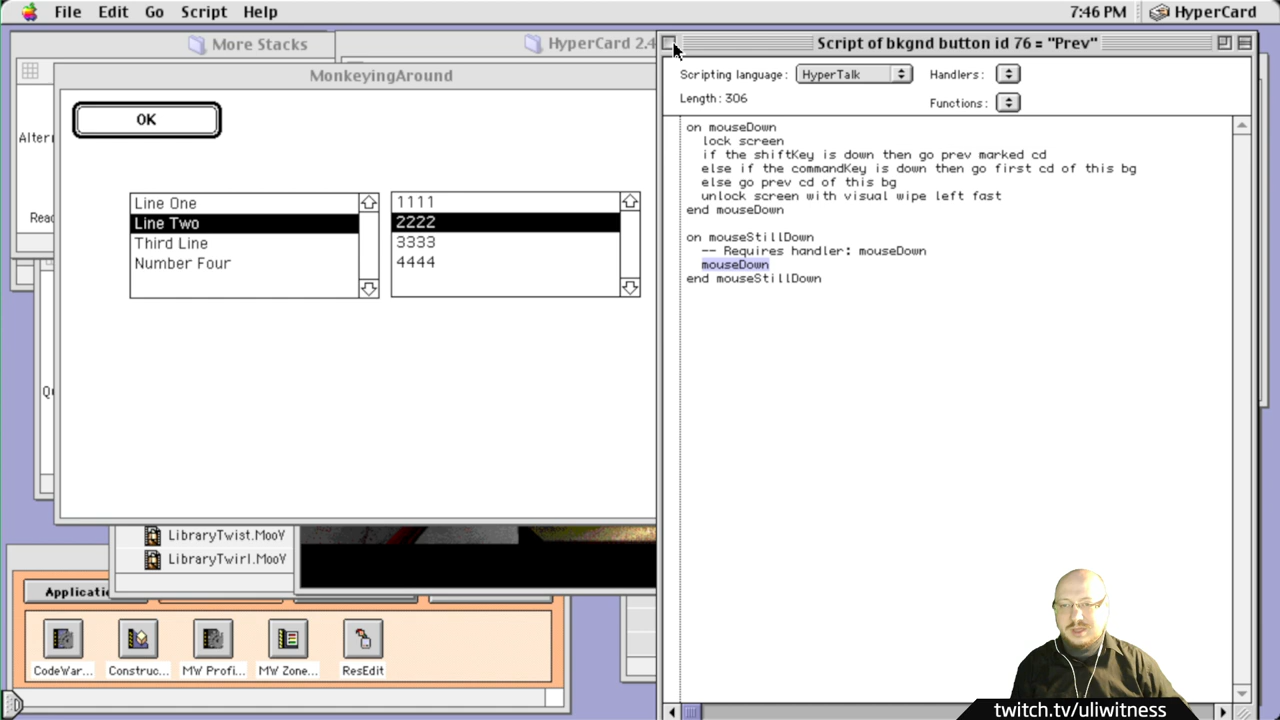 File Edit Go Script Help
7:46 PM HyperCard
More Stacks
HyperCard 2.4
MonkeyingAround
OK
Altern
Read
Qu
Line One
Line Two
Third Line
Number Four
1111
2222
3333
4444
LibraryTwist.MooV
LibraryTwirl.MooV
Applicatio
CodeWar...
Construc...
MW Profi...
MW Zone...
ResEdit
Script of bkgnd button id 76 = "Prev"
Scripting language: HyperTalk
Handlers:
Length: 306
Functions:
on mouseDown
lock screen
if the shiftKey is down then go prev marked cd
else if the commandKey is down then go first cd of this bg
else go prev cd of this bg
unlock screen with visual wipe left fast
end mouseDown
on mouseStillDown
-- Requires handler: mouseDown
mouseDown
end mouseStillDown
twitch.tv/uliwitness